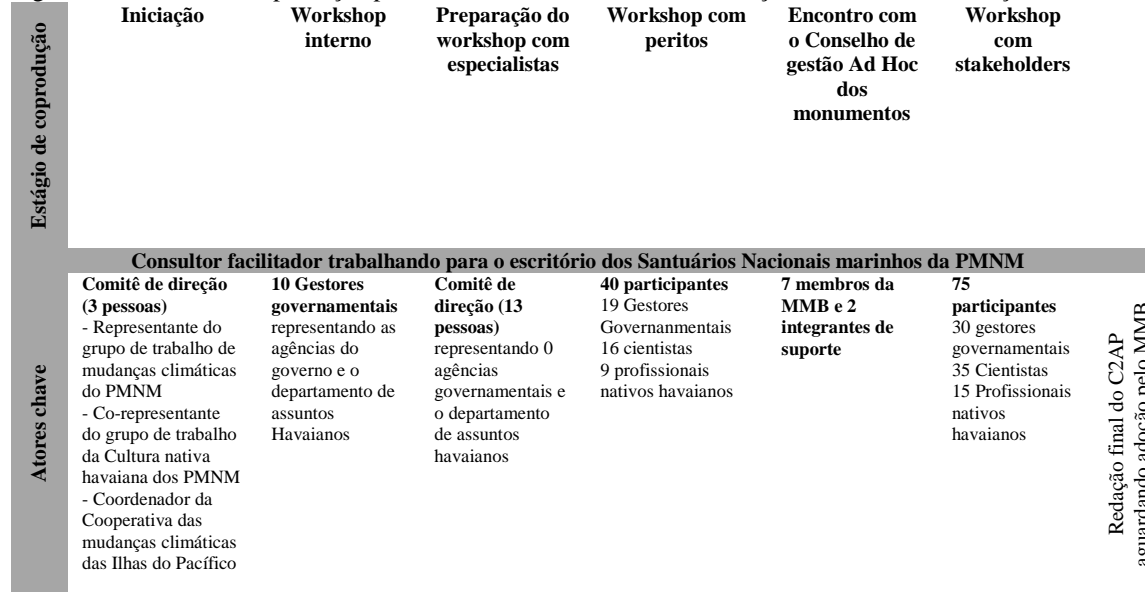 Estágio de coprodução
Iniciação
Workshop
interno
Preparação do
workshop com
especialistas
Workshop com
peritos
Encontro com
o Conselho de
gestão Ad Hoc
dos
monumentos
Workshop
com
stakeholders
Consultor facilitador trabalhando para o escritório dos Santuários Nacionais marinhos da PMNM
Atores chave
Comitê de direção
(3 pessoas)
- Representante do
grupo de trabalho de
mudanças climáticas
do PMNM
- Co-representante
do grupo de trabalho
da Cultura nativa
havaiana dos PMNM
- Coordenador da
Cooperativa das
mudanças climáticas
das Ilhas do Pacífico
10 Gestores
governamentais
representando as
agências do
governo e o
departamento de
assuntos
Havaianos
Comitê de
direção (13
pessoas)
representando 0
agências
governamentais e
o departamento
de assuntos
havaianos
40 participantes
19 Gestores
Governanmentais
16 cientistas
9 profissionais
nativos havaianos
7 membros da
MMB e 2
integrantes de
suporte
75
participantes
30 gestores
governamentais
35 Cientistas
15 Profissionais
nativos
havaianos
Redação final do C2AP
aguardando adoção pelo MMB